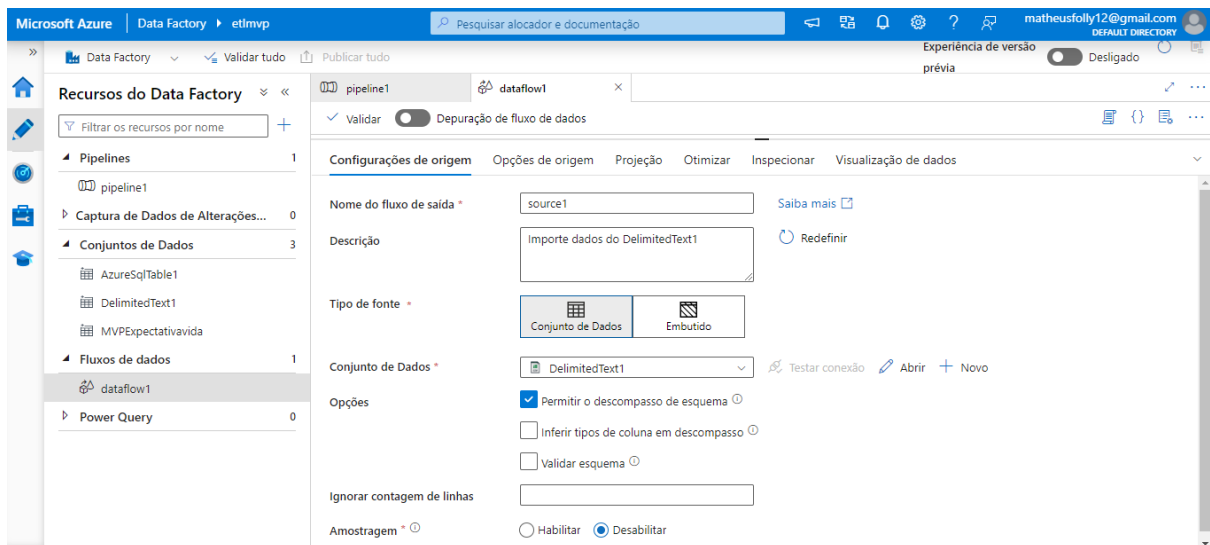 Microsoft Azure Data Factory etlmvp Pesquisar alocador e documentação matheusfolly12@gmail.com
DEFAULT DIRECTORY
Data Factory Validar tudo Publicar tudo Experiência de versão prévia Desligado
Recursos do Data Factory
Filtrar os recursos por nome
Pipelines 1
pipeline1
Captura de Dados de Alterações... 0
Conjuntos de Dados 3
AzureSqlTable1
DelimitedText1
MVPExpectativavida
Fluxos de dados 1
dataflow1
Power Query 0
pipeline1 dataflow1
Validar Depuração de fluxo de dados
Configurações de origem Opções de origem Projeção Otimizar Inspecionar Visualização de dados
Nome do fluxo de saída * source1 Saiba mais
Descrição Importe dados do DelimitedText1 Redefinir
Tipo de fonte * Conjunto de Dados Embutido
Conjunto de Dados * DelimitedText1 Testar conexão Abrir Novo
Opções Permitir o descompasso de esquema
Inferir tipos de coluna em descompasso
Validar esquema
Ignorar contagem de linhas
Amostragem * Habilitar Desabilitar